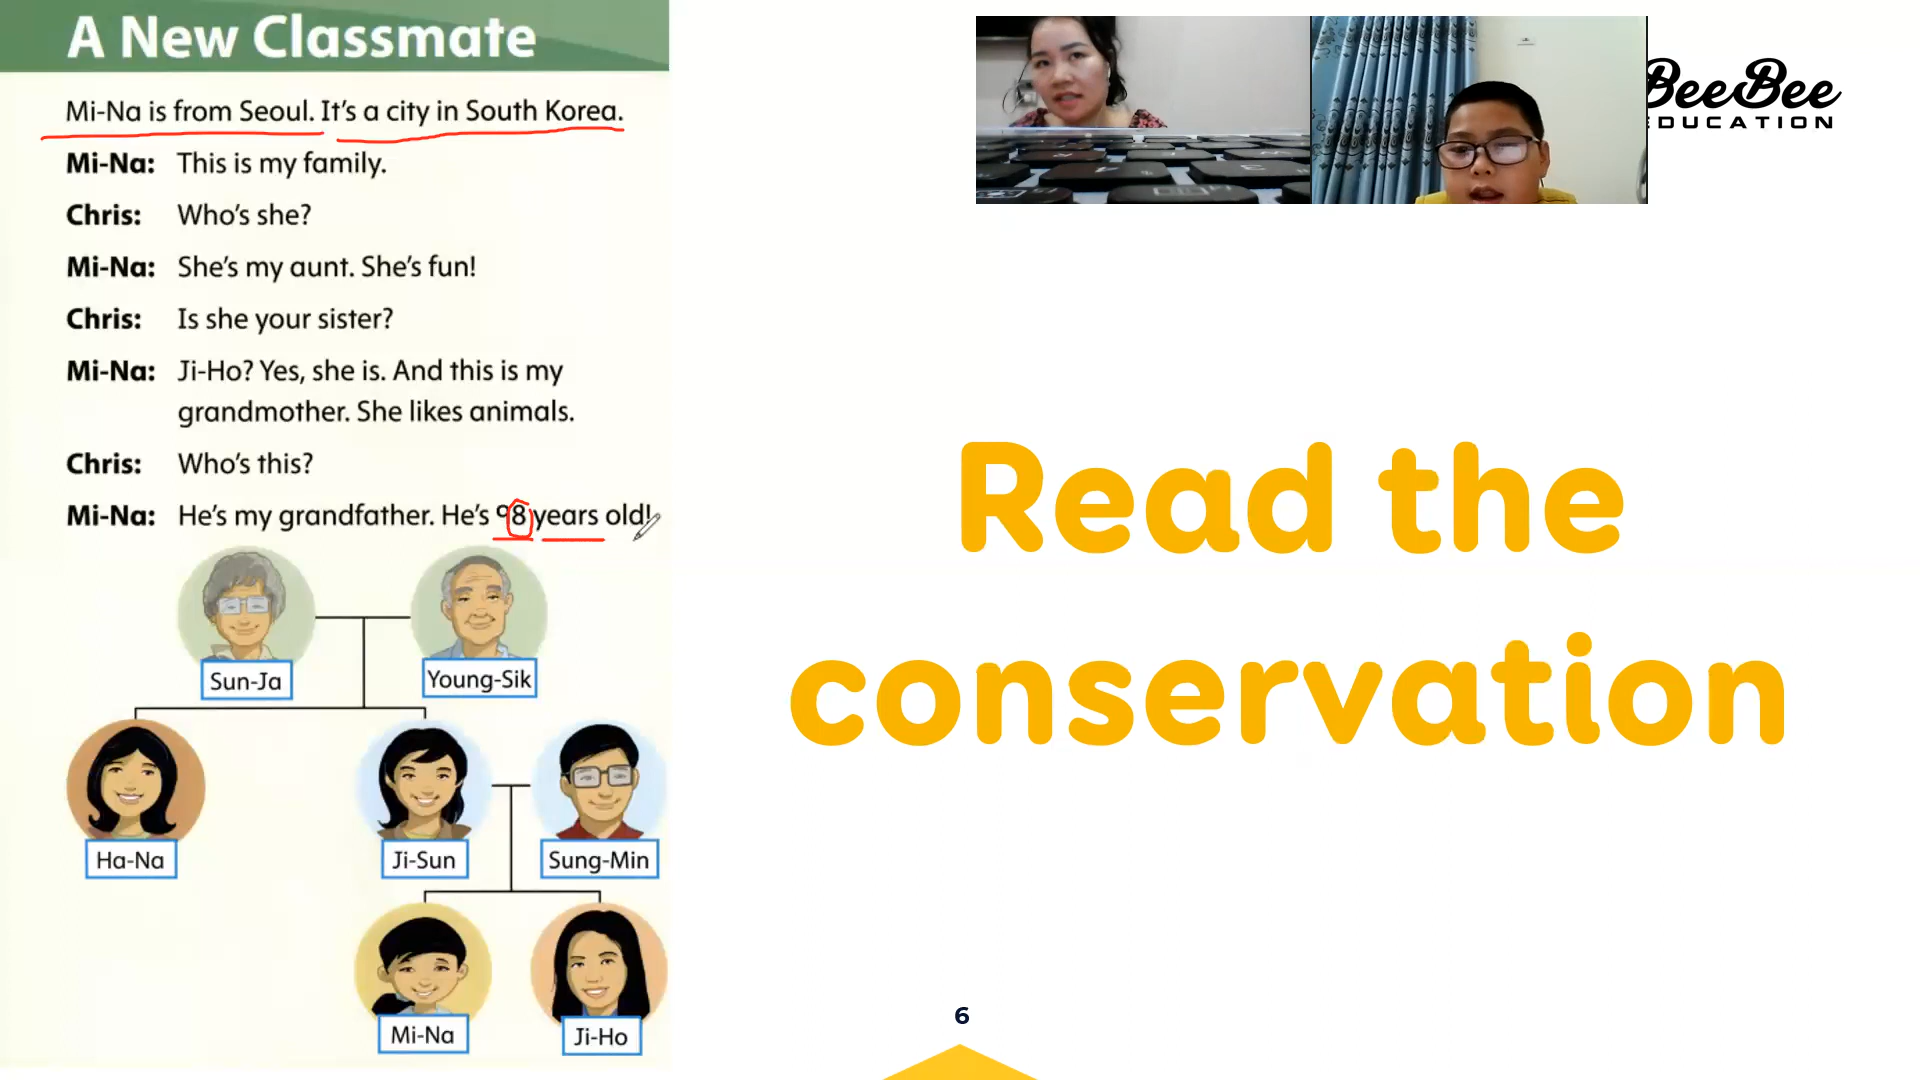 A New Classmate
Mi-Na is from Seoul. It's a city in South Korea.
Mi-Na: This is my family.
Chris: Who's she?
Mi-Na: She's my aunt. She's fun!
Chris: Is she your sister?
Mi-Na: Ji-Ho? Yes, she is. And this is my
grandmother. She likes animals.
Chris: Who's this?
Mi-Na: He's my grandfather. He's 98 years old!
Sun-Ja
Young-Sik
Ha-Na
Ji-Sun
Sung-Min
Mi-Na
Ji-Ho
BeeBee
EDUCATION
Read the
conservation
6